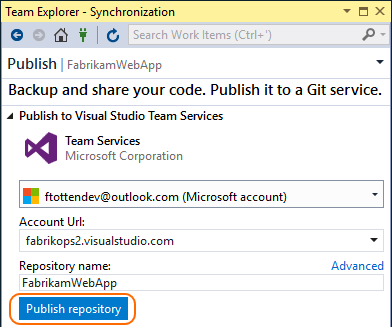 Team Explorer - Synchronization
Search Work Items (Ctrl+')
Publish | FabrikamWebApp
Backup and share your code. Publish it to a Git service.
Publish to Visual Studio Team Services
Team Services
Microsoft Corporation
ftottendev@outlook.com (Microsoft account)
Account Url:
fabrikops2.visualstudio.com
Repository name: Advanced
FabrikamWebApp
Publish repository